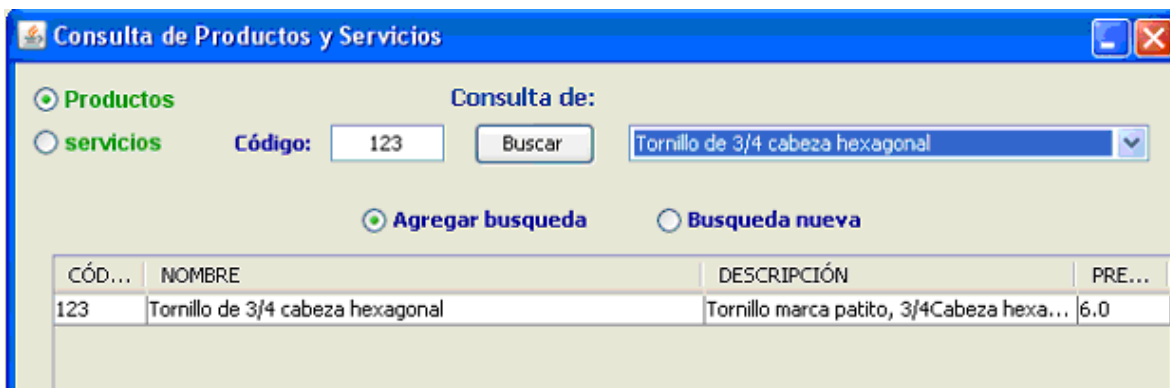 Consulta de Productos y Servicios
Productos Consulta de:
servicios Código: 123 Buscar Tornillo de 3/4 cabeza hexagonal
Agregar busqueda Busqueda nueva
CÓD... NOMBRE DESCRIPCIÓN PRE...
123 Tornillo de 3/4 cabeza hexagonal Tornillo marca patito, 3/4Cabeza hexa... 6.0